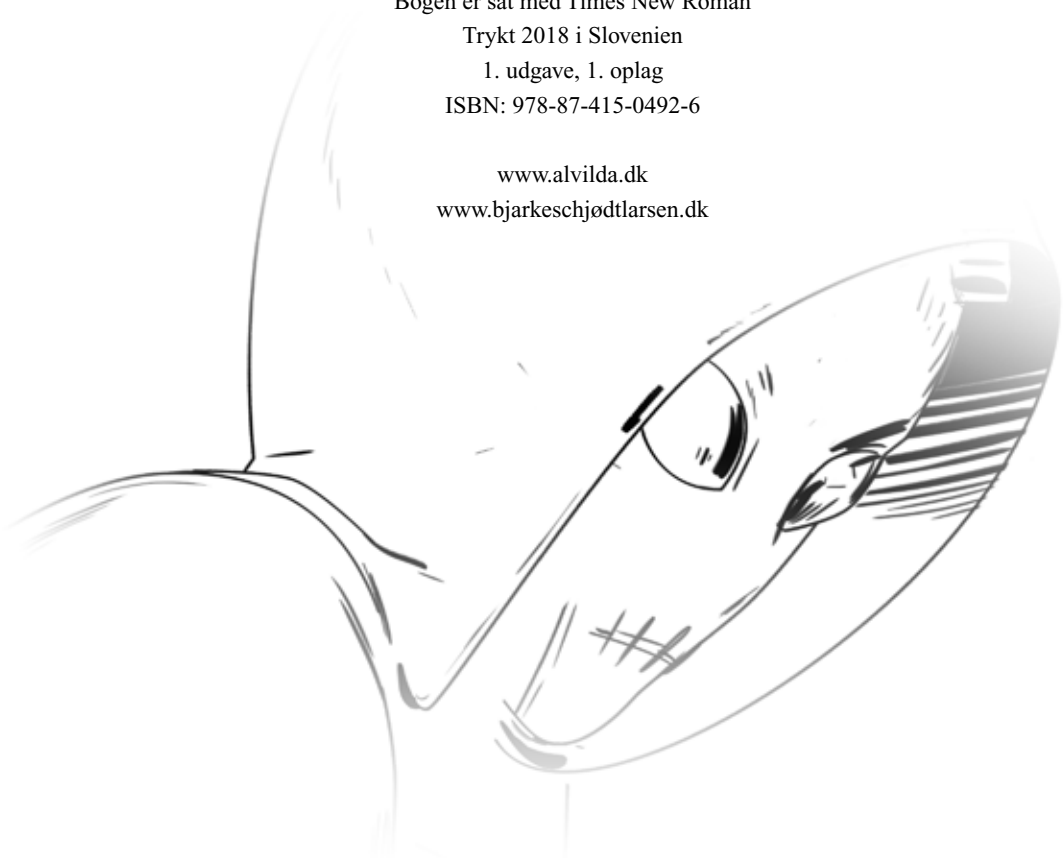 Bogen er sat med Times New Roman
Trykt 2018 i Slovenien
1. udgave, 1. oplag
ISBN: 978-87-415-0492-6
www.alvilda.dk
www.bjarkeschjødtlarsen.dk